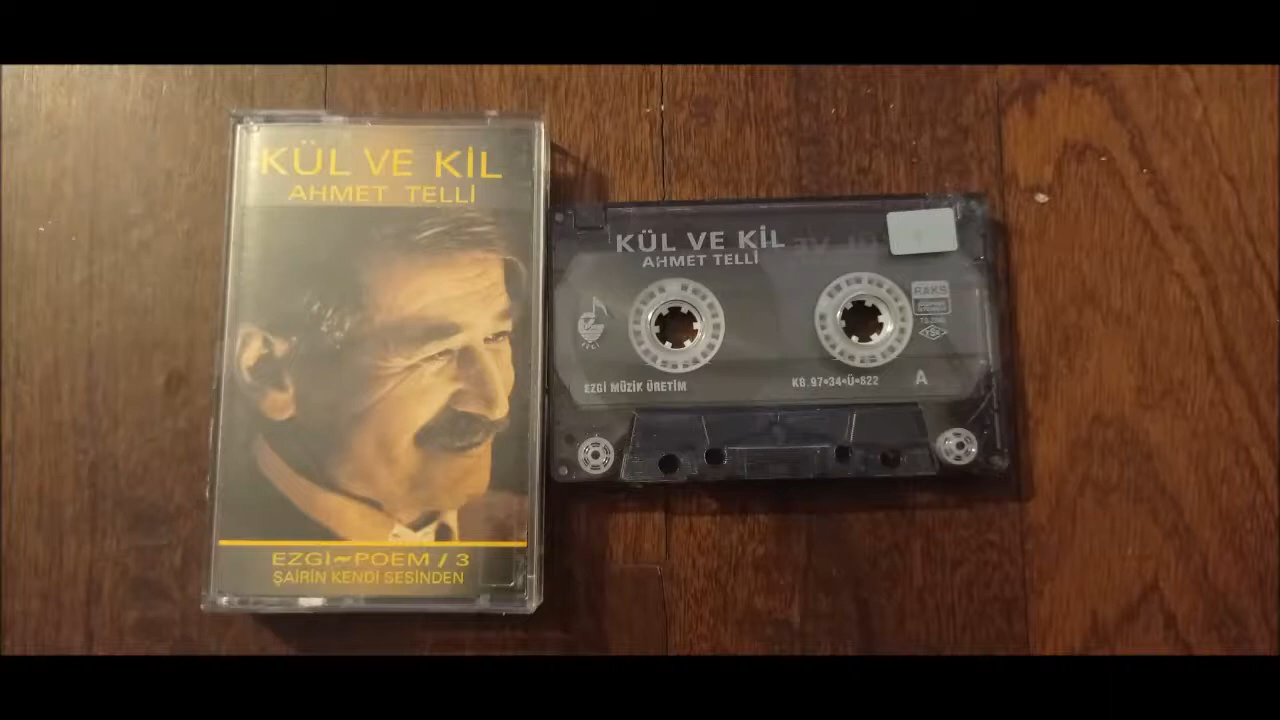 KÜL VE KİL
AHMET TELLİ
EZGİ~POEM / 3
ŞAİRİN KENDİ SESİNDEN
KÜL VE KİL
AHMET TELLİ
EZGİ
RAKS
TSE
EZGİ MÜZİK ÜRETİM
KB.97•34•Ü•822
A